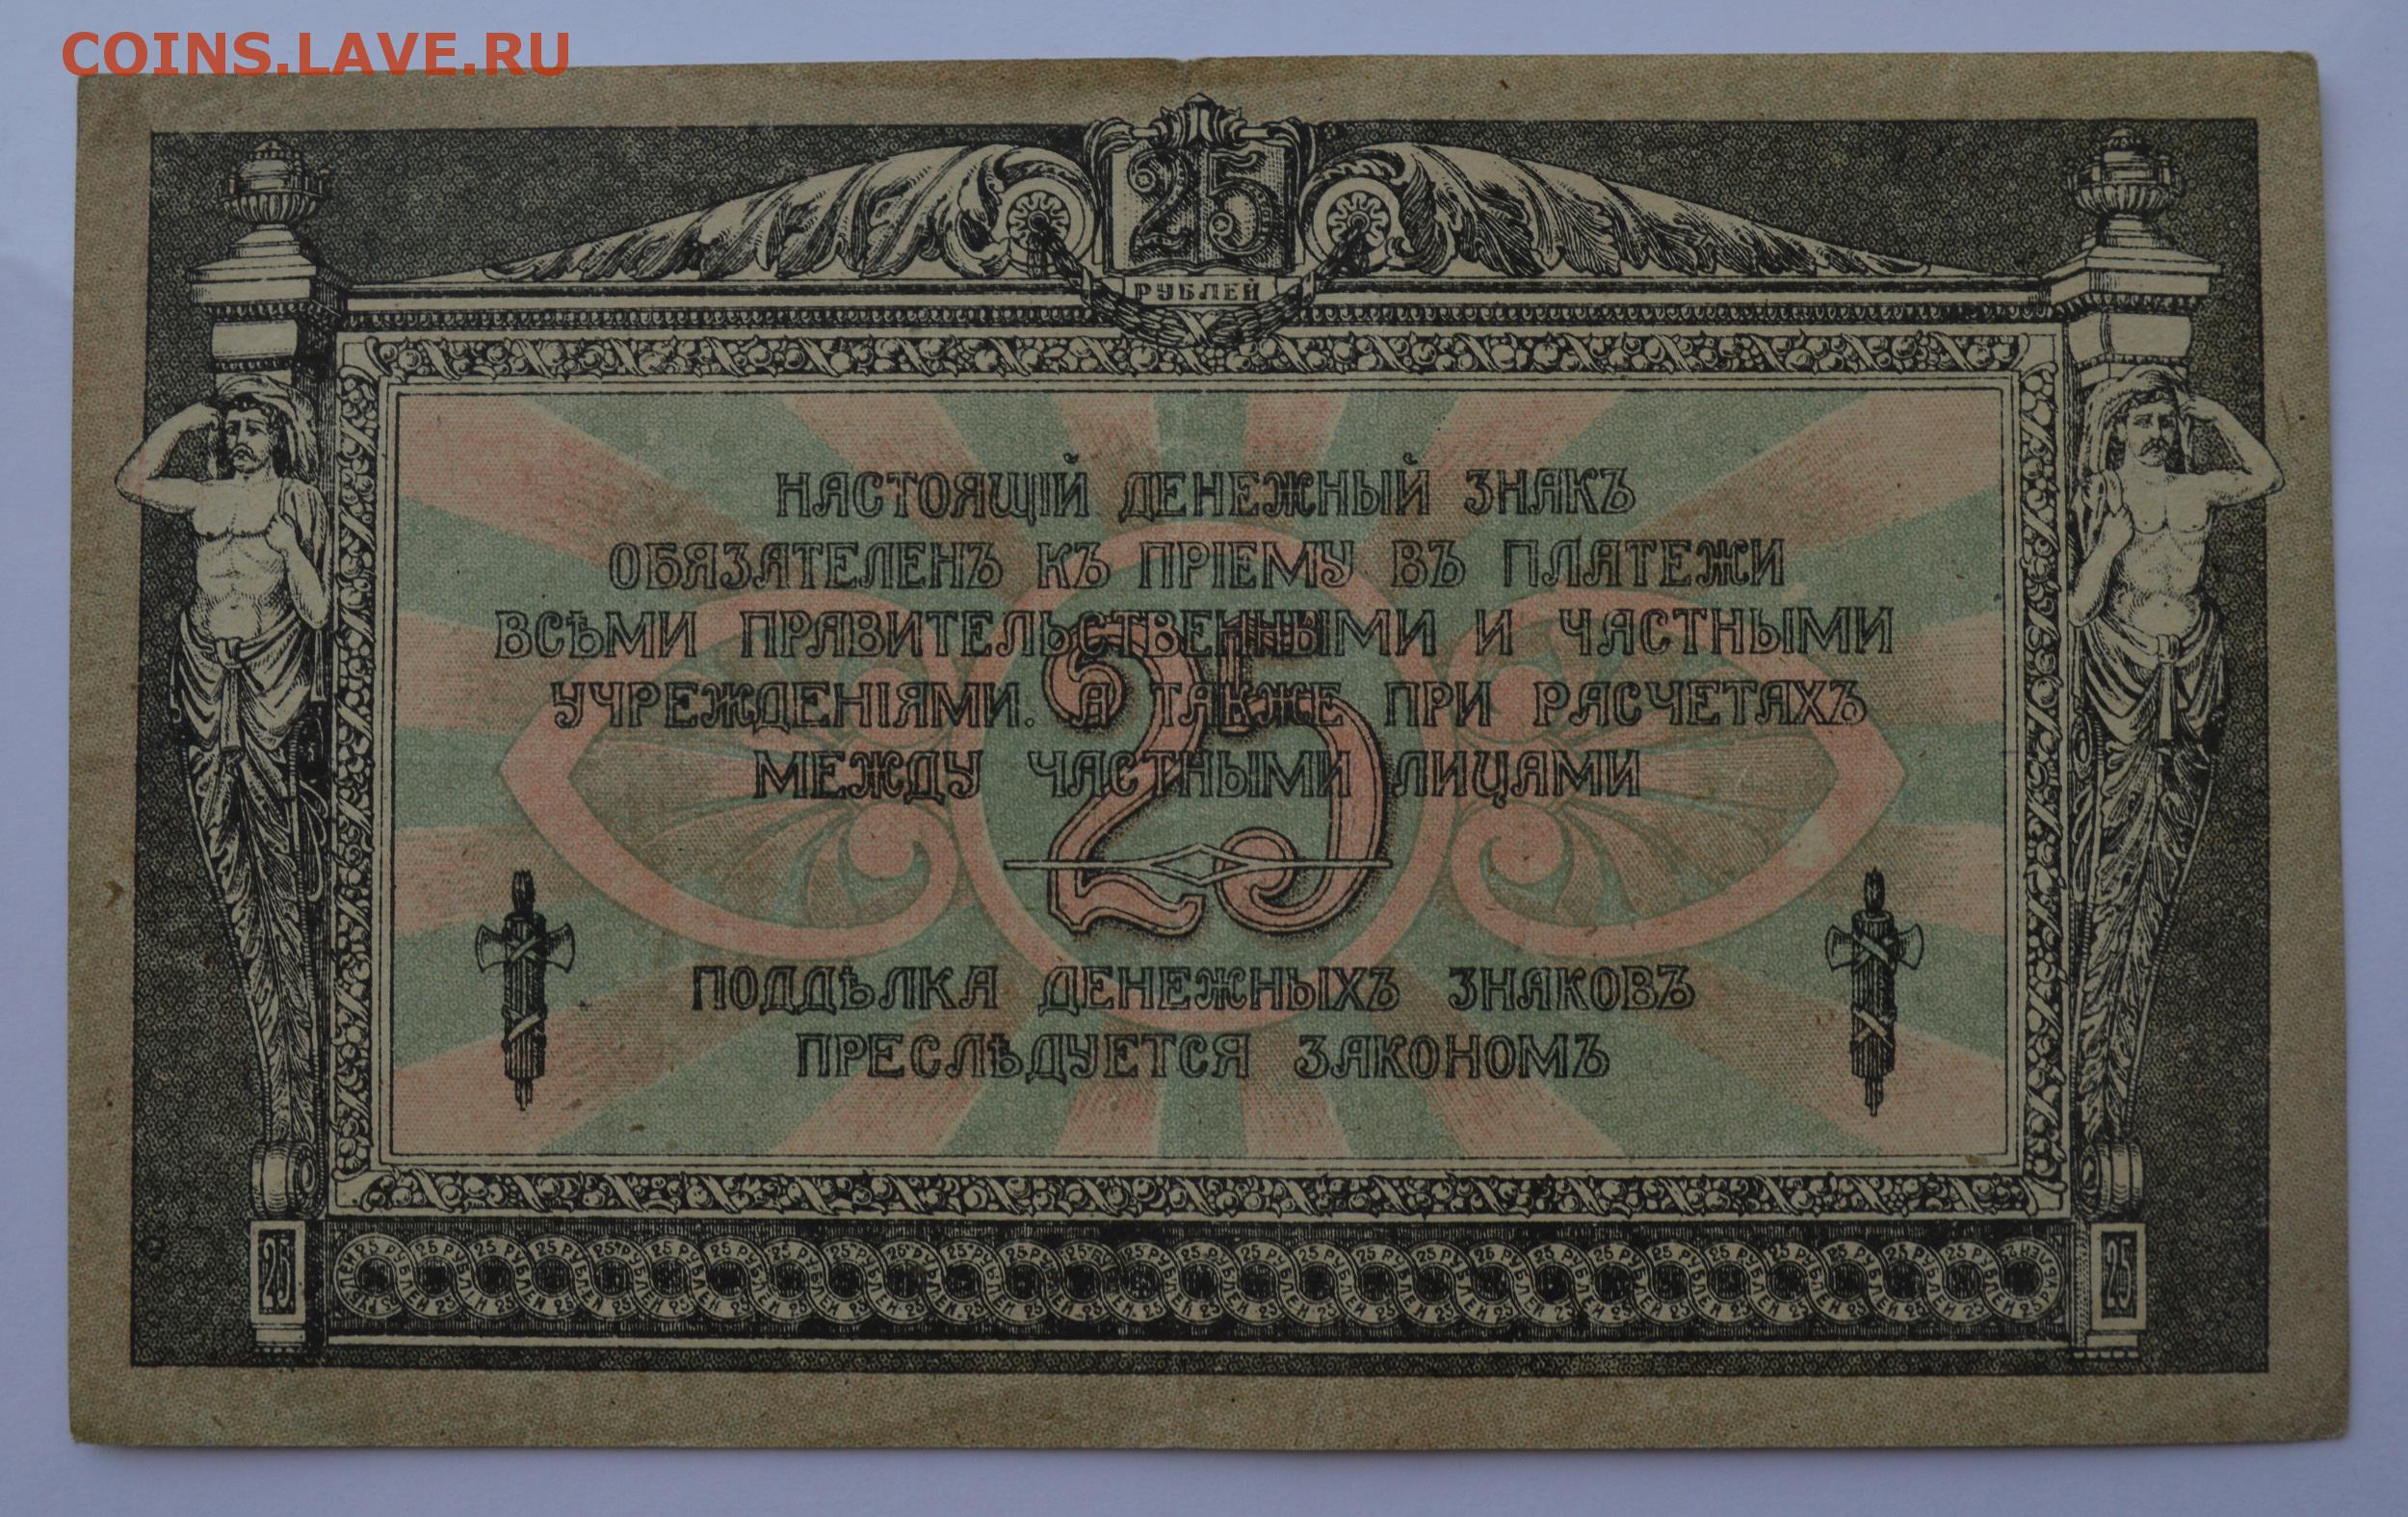 COINS.LAVE.RU
25
РУБЛЕЙ
НАСТОЯЩІЙ ДЕНЕЖНЫЙ ЗНАКЪ
ОБЯЗАТЕЛЕНЪ КЪ ПРІЕМУ ВЪ ПЛАТЕЖИ
ВСѢМИ ПРАВИТЕЛЬСТВЕННЫМИ И ЧАСТНЫМИ
УЧРЕЖДЕНІЯМИ. А ТАКЖЕ ПРИ РАСЧЕТАХЪ
МЕЖДУ ЧАСТНЫМИ ЛИЦАМИ
25
ПОДДѢЛКА ДЕНЕЖНЫХЪ ЗНАКОВЪ
ПРЕСЛѢДУЕТСЯ ЗАКОНОМЪ
25 25